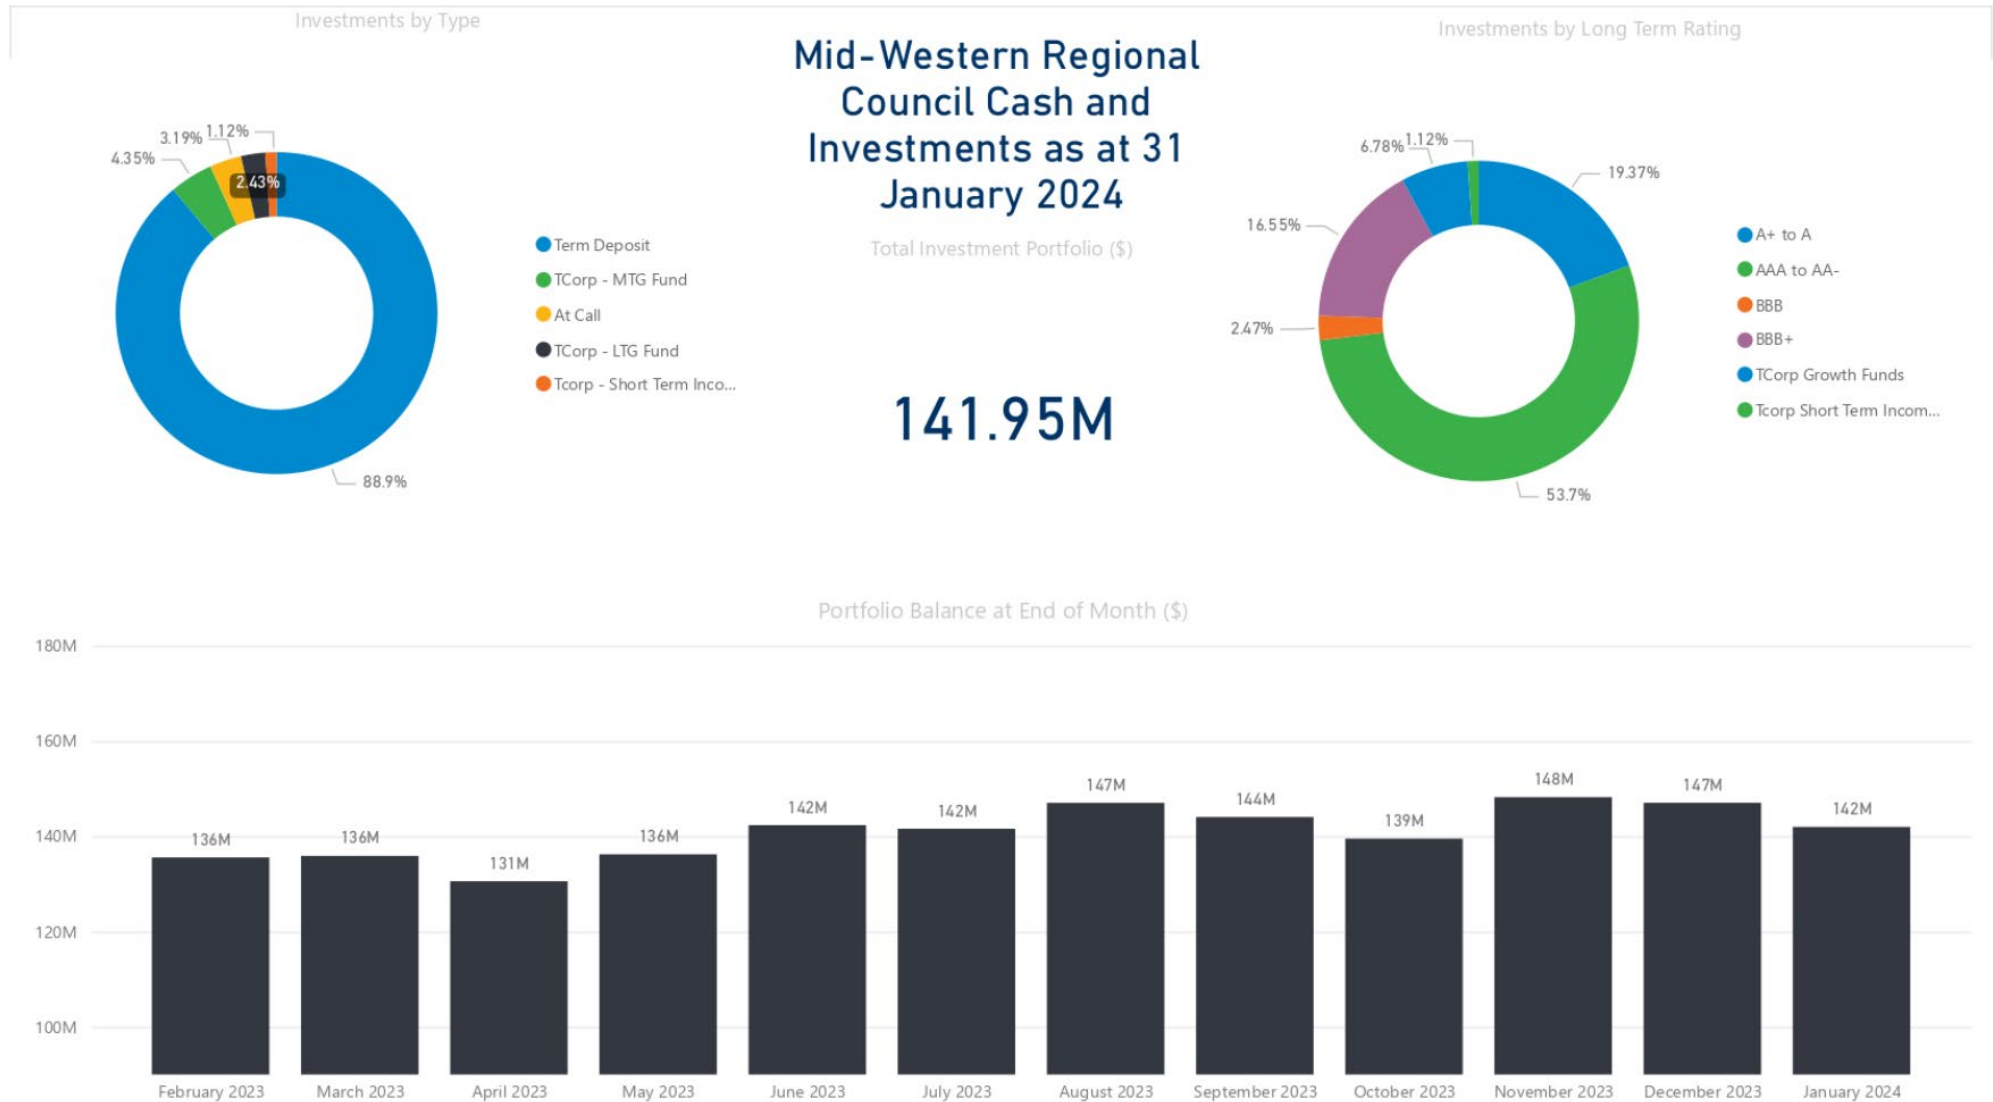 Investments by Type
Mid-Western Regional
Council Cash and
Investments as at 31
January 2024
Investments by Long Term Rating
3.19%
1.12%
4.35%
2.43%
88.9%
Term Deposit
TCorp - MTG Fund
At Call
TCorp - LTG Fund
Tcorp - Short Term Inco...
Total Investment Portfolio ($)
141.95M
6.78%
1.12%
19.37%
16.55%
2.47%
53.7%
A+ to A
AAA to AA-
BBB
BBB+
TCorp Growth Funds
Tcorp Short Term Incom...
Portfolio Balance at End of Month ($)
180M
160M
140M
120M
100M
136M
136M
131M
136M
142M
142M
147M
144M
139M
148M
147M
142M
February 2023
March 2023
April 2023
May 2023
June 2023
July 2023
August 2023
September 2023
October 2023
November 2023
December 2023
January 2024